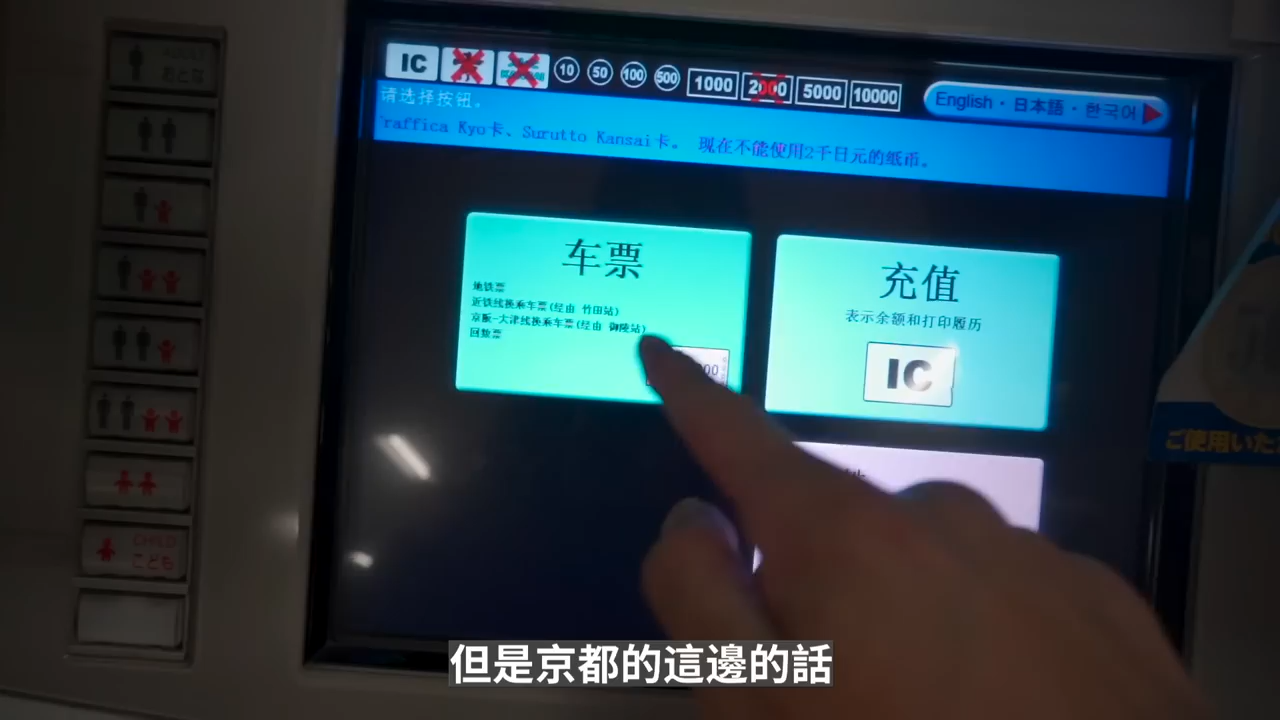 IC
10 50 100 500 1000 2000 5000 10000
English・日本語・한국어
请选择按钮。
raffica Kyo卡、Surutto Kansai卡。 现在不能使用2千日元的纸币。
车票
地铁票
近铁线换乘车票(经由 竹田站)
京阪-大津线换乘车票(经由 御陵站)
回数票
充值
表示余额和打印履历
IC
ADULT
おとな
CHILD
こども
ご使用いた
但是京都的這邊的話